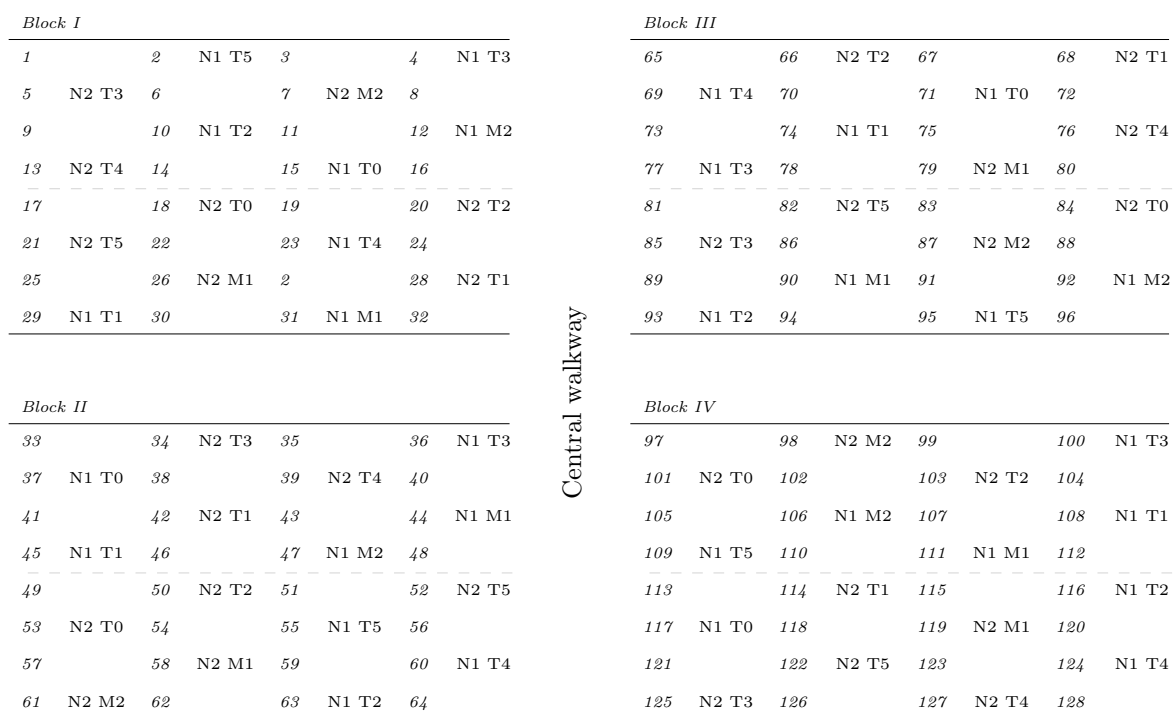 Block I
1 2 N1 T5 3 4 N1 T3
5 N2 T3 6 7 N2 M2 8
9 10 N1 T2 11 12 N1 M2
13 N2 T4 14 15 N1 T0 16
17 18 N2 T0 19 20 N2 T2
21 N2 T5 22 23 N1 T4 24
25 26 N2 M1 2 28 N2 T1
29 N1 T1 30 31 N1 M1 32
Block II
33 34 N2 T3 35 36 N1 T3
37 N1 T0 38 39 N2 T4 40
41 42 N2 T1 43 44 N1 M1
45 N1 T1 46 47 N1 M2 48
49 50 N2 T2 51 52 N2 T5
53 N2 T0 54 55 N1 T5 56
57 58 N2 M1 59 60 N1 T4
61 N2 M2 62 63 N1 T2 64
Central walkway
Block III
65 66 N2 T2 67 68 N2 T1
69 N1 T4 70 71 N1 T0 72
73 74 N1 T1 75 76 N2 T4
77 N1 T3 78 79 N2 M1 80
81 82 N2 T5 83 84 N2 T0
85 N2 T3 86 87 N2 M2 88
89 90 N1 M1 91 92 N1 M2
93 N1 T2 94 95 N1 T5 96
Block IV
97 98 N2 M2 99 100 N1 T3
101 N2 T0 102 103 N2 T2 104
105 106 N1 M2 107 108 N1 T1
109 N1 T5 110 111 N1 M1 112
113 114 N2 T1 115 116 N1 T2
117 N1 T0 118 119 N2 M1 120
121 122 N2 T5 123 124 N1 T4
125 N2 T3 126 127 N2 T4 128